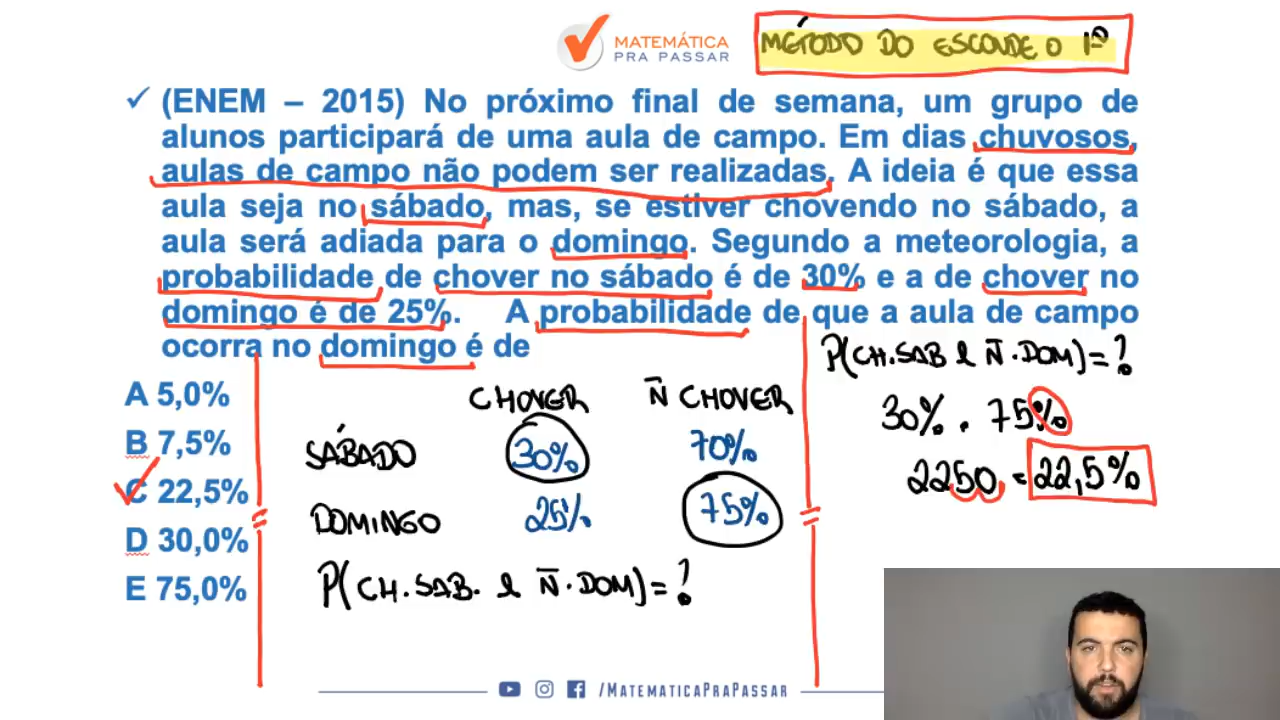 MATEMÁTICA
PRA PASSAR
MÉTODO DO ESCONDE O 1º
(ENEM – 2015) No próximo final de semana, um grupo de
alunos participará de uma aula de campo. Em dias chuvosos,
aulas de campo não podem ser realizadas. A ideia é que essa
aula seja no sábado, mas, se estiver chovendo no sábado, a
aula será adiada para o domingo. Segundo a meteorologia, a
probabilidade de chover no sábado é de 30% e a de chover no
domingo é de 25%. A probabilidade de que a aula de campo
ocorra no domingo é de
A 5,0%
B 7,5%
C 22,5%
D 30,0%
E 75,0%
CHOVER N̄ CHOVER
SÁBADO 30% 70%
DOMINGO 25% 75%
P(CH.SAB. e N̄.DOM)=?
P(CH.SAB e N̄.DOM)=?
30% . 75%
2250 = 22,5%
/MATEMATICAPRAPASSAR